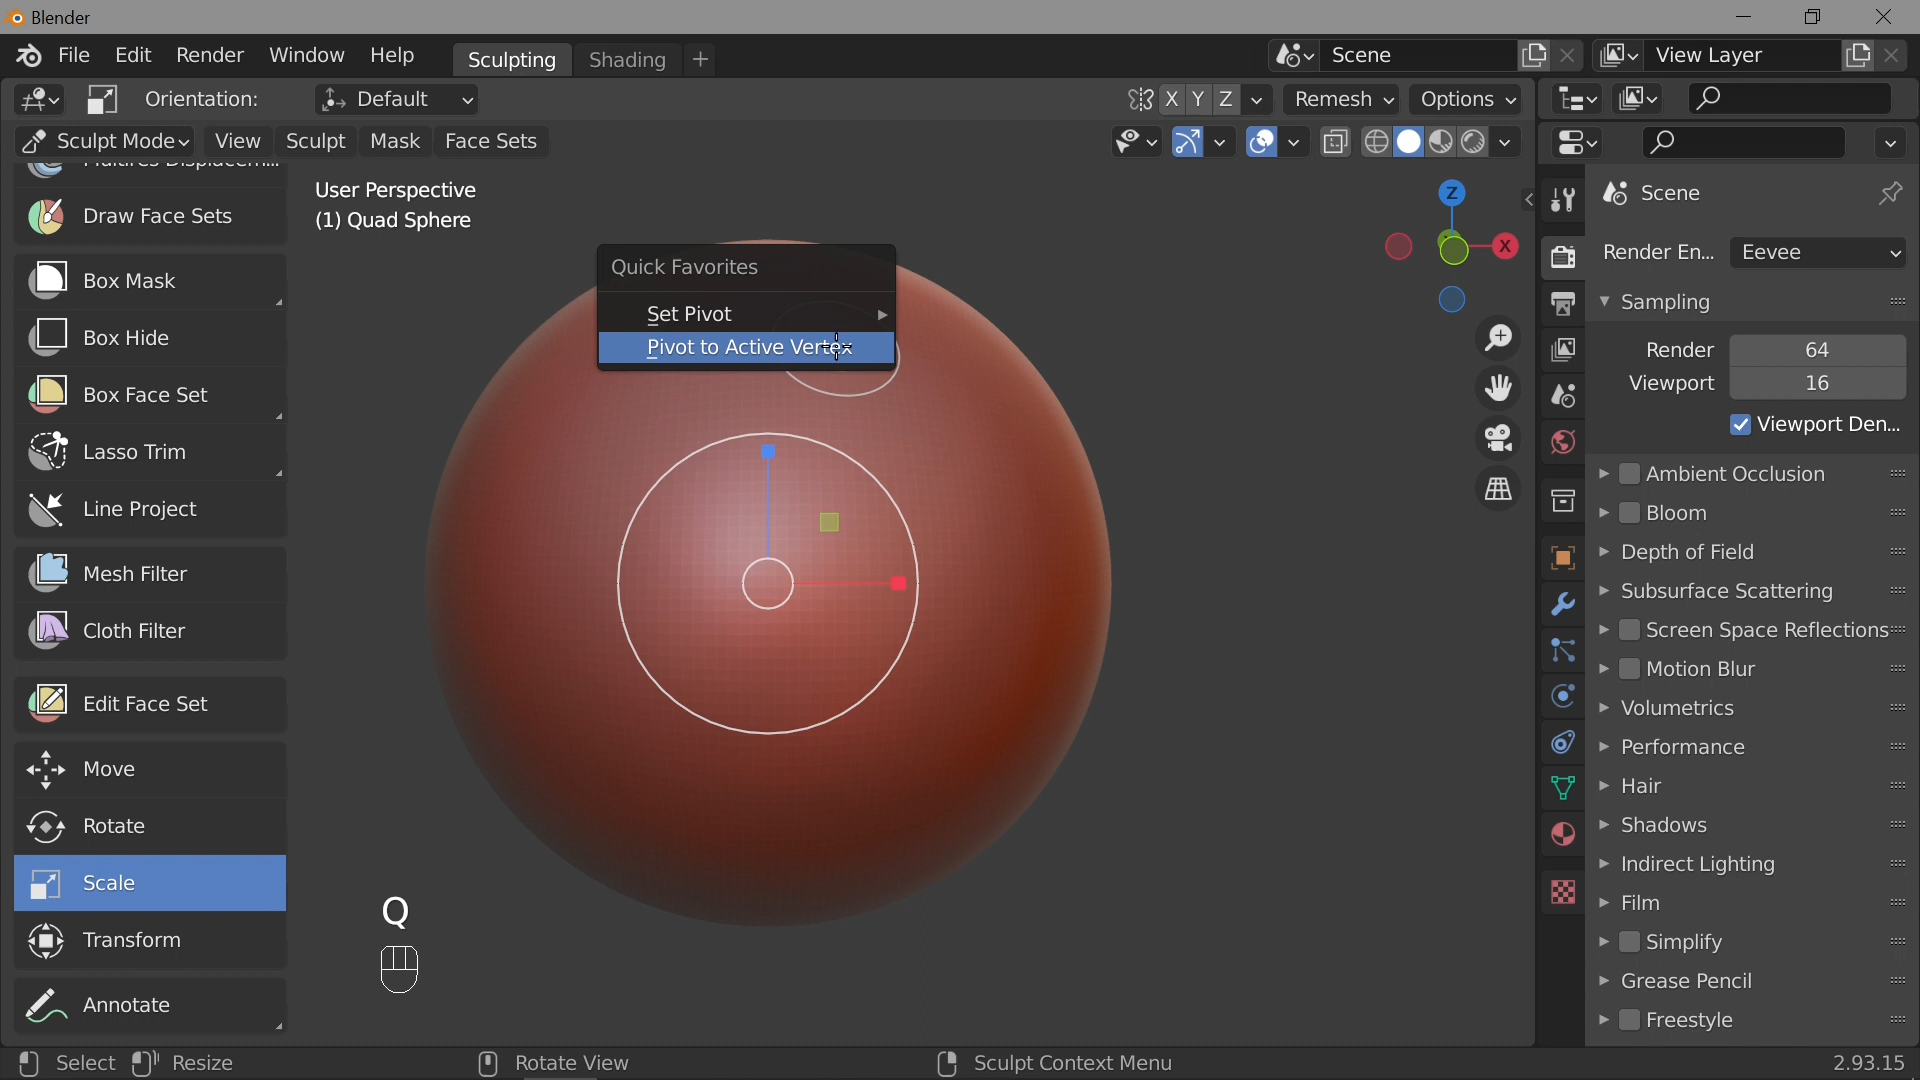 Blender
File Edit Render Window Help Sculpting Shading + Scene View Layer
Orientation: Default X Y Z Remesh Options
Sculpt Mode View Sculpt Mask Face Sets
Multires Displacem...
Draw Face Sets
Box Mask
Box Hide
Box Face Set
Lasso Trim
Line Project
Mesh Filter
Cloth Filter
Edit Face Set
Move
Rotate
Scale
Transform
Annotate
User Perspective
(1) Quad Sphere
Quick Favorites
Set Pivot
Pivot to Active Vertex
Z
X
Q
Scene
Render En... Eevee
Sampling
Render 64
Viewport 16
Viewport Den...
Ambient Occlusion
Bloom
Depth of Field
Subsurface Scattering
Screen Space Reflections
Motion Blur
Volumetrics
Performance
Hair
Shadows
Indirect Lighting
Film
Simplify
Grease Pencil
Freestyle
Select Resize Rotate View Sculpt Context Menu 2.93.15